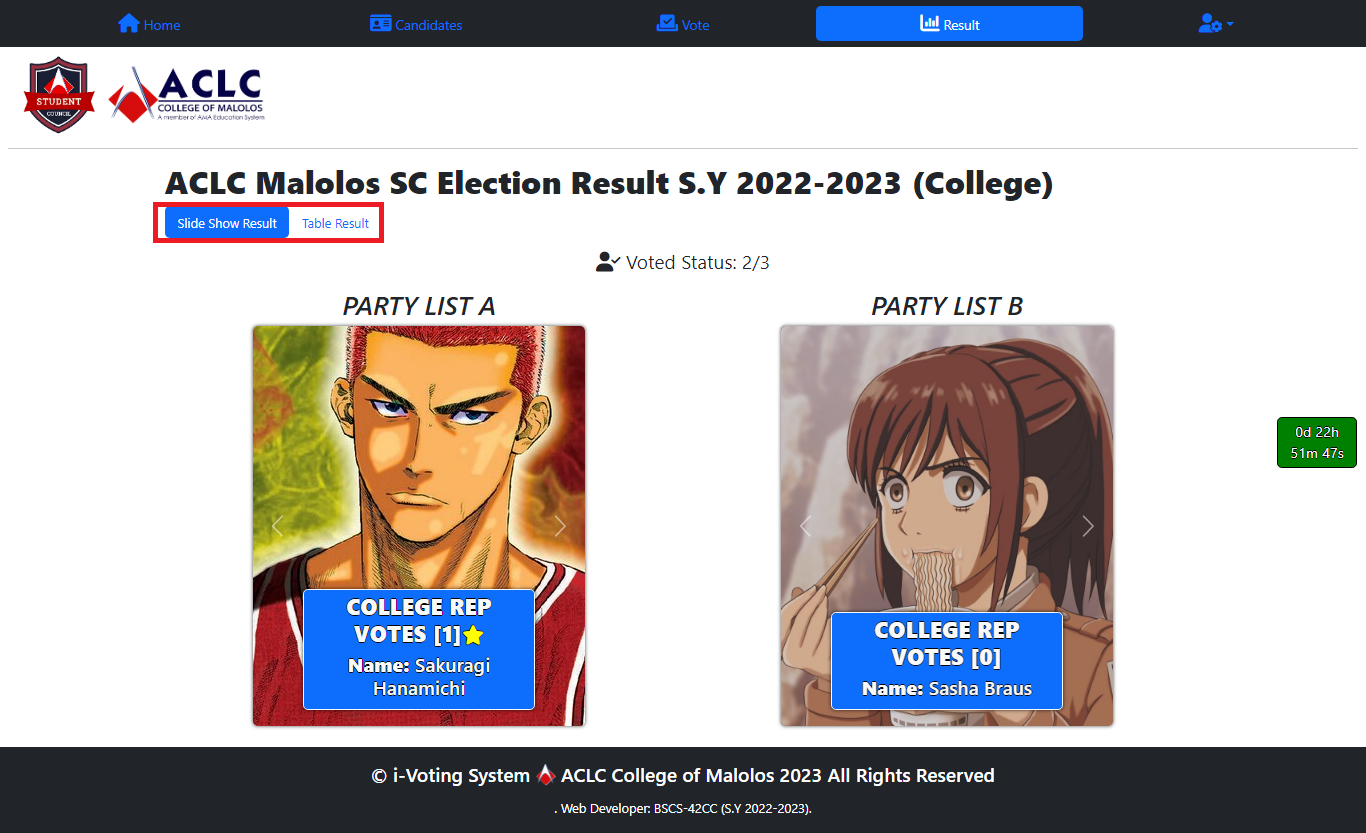 Home
Candidates
Vote
Result
STUDENT
COUNCIL
ACLC
COLLEGE OF MALOLOS
A member of AMA Education System
ACLC Malolos SC Election Result S.Y 2022-2023 (College)
Slide Show Result
Table Result
Voted Status: 2/3
PARTY LIST A
PARTY LIST B
COLLEGE REP
VOTES [1]
Name: Sakuragi
Hanamichi
COLLEGE REP
VOTES [0]
Name: Sasha Braus
0d 22h
51m 47s
© i-Voting System ACLC College of Malolos 2023 All Rights Reserved
. Web Developer: BSCS-42CC (S.Y 2022-2023).